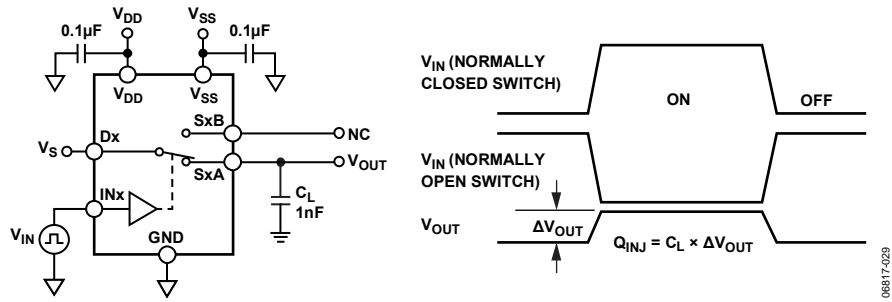 VDD
VSS
0.1µF
0.1µF
VDD
VSS
SxB
NC
VS
Dx
SxA
VOUT
INx
CL
1nF
VIN
GND
VIN (NORMALLY
CLOSED SWITCH)
ON
OFF
VIN (NORMALLY
OPEN SWITCH)
VOUT
ΔVOUT
QINJ = CL × ΔVOUT
06817-029